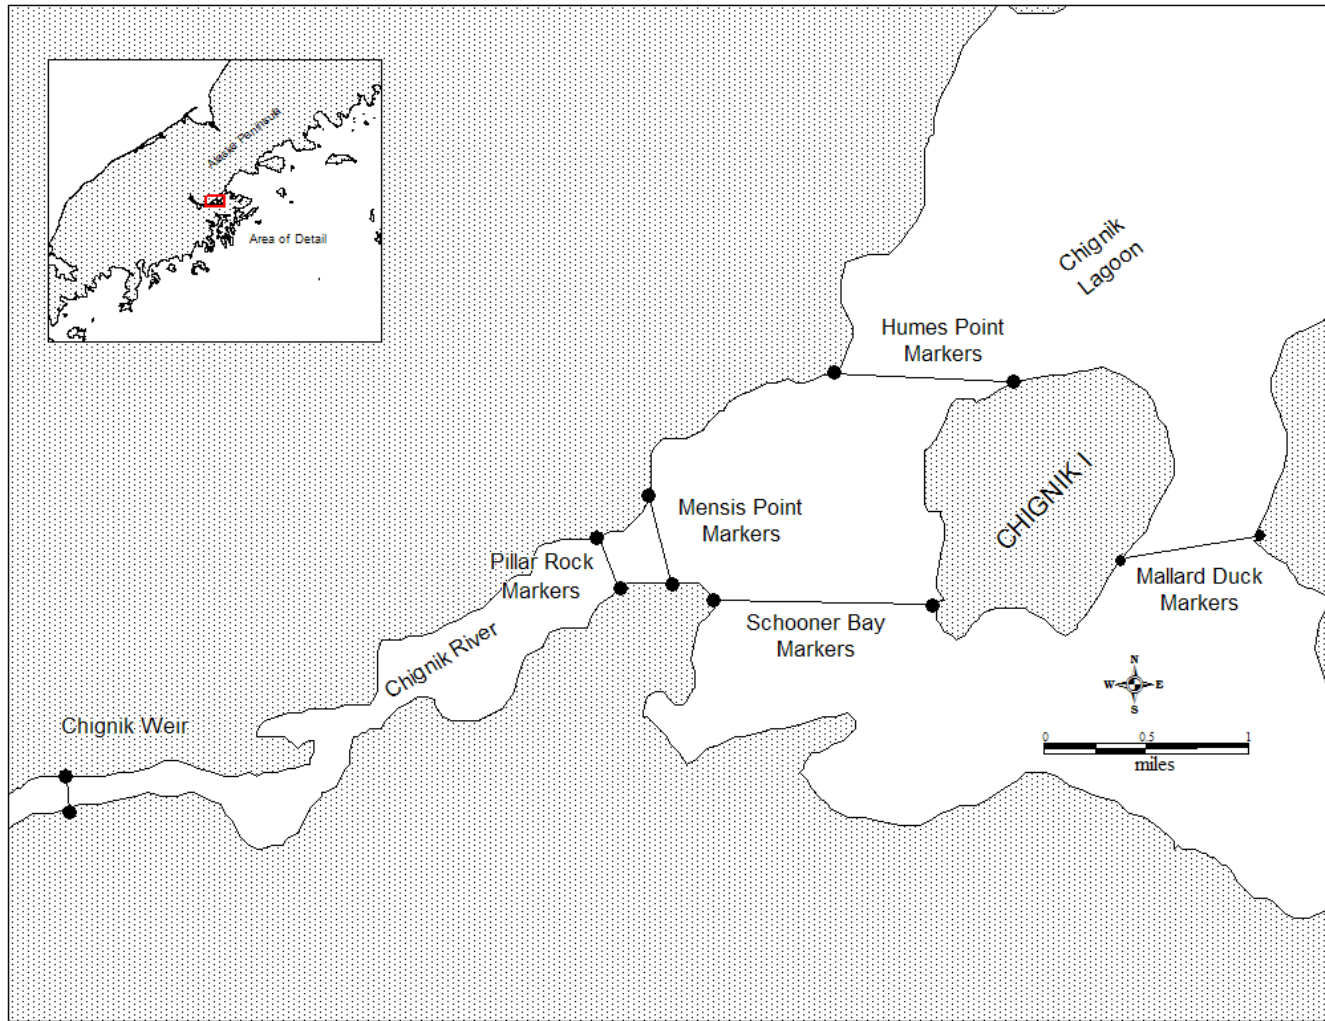 Alaska Peninsula
Area of Detail
Chignik
Lagoon
Humes Point
Markers
CHIGNIK I
Mensis Point
Markers
Pillar Rock
Markers
Mallard Duck
Markers
Schooner Bay
Markers
Chignik River
Chignik Weir
N
W E
S
0 0.5 1
miles